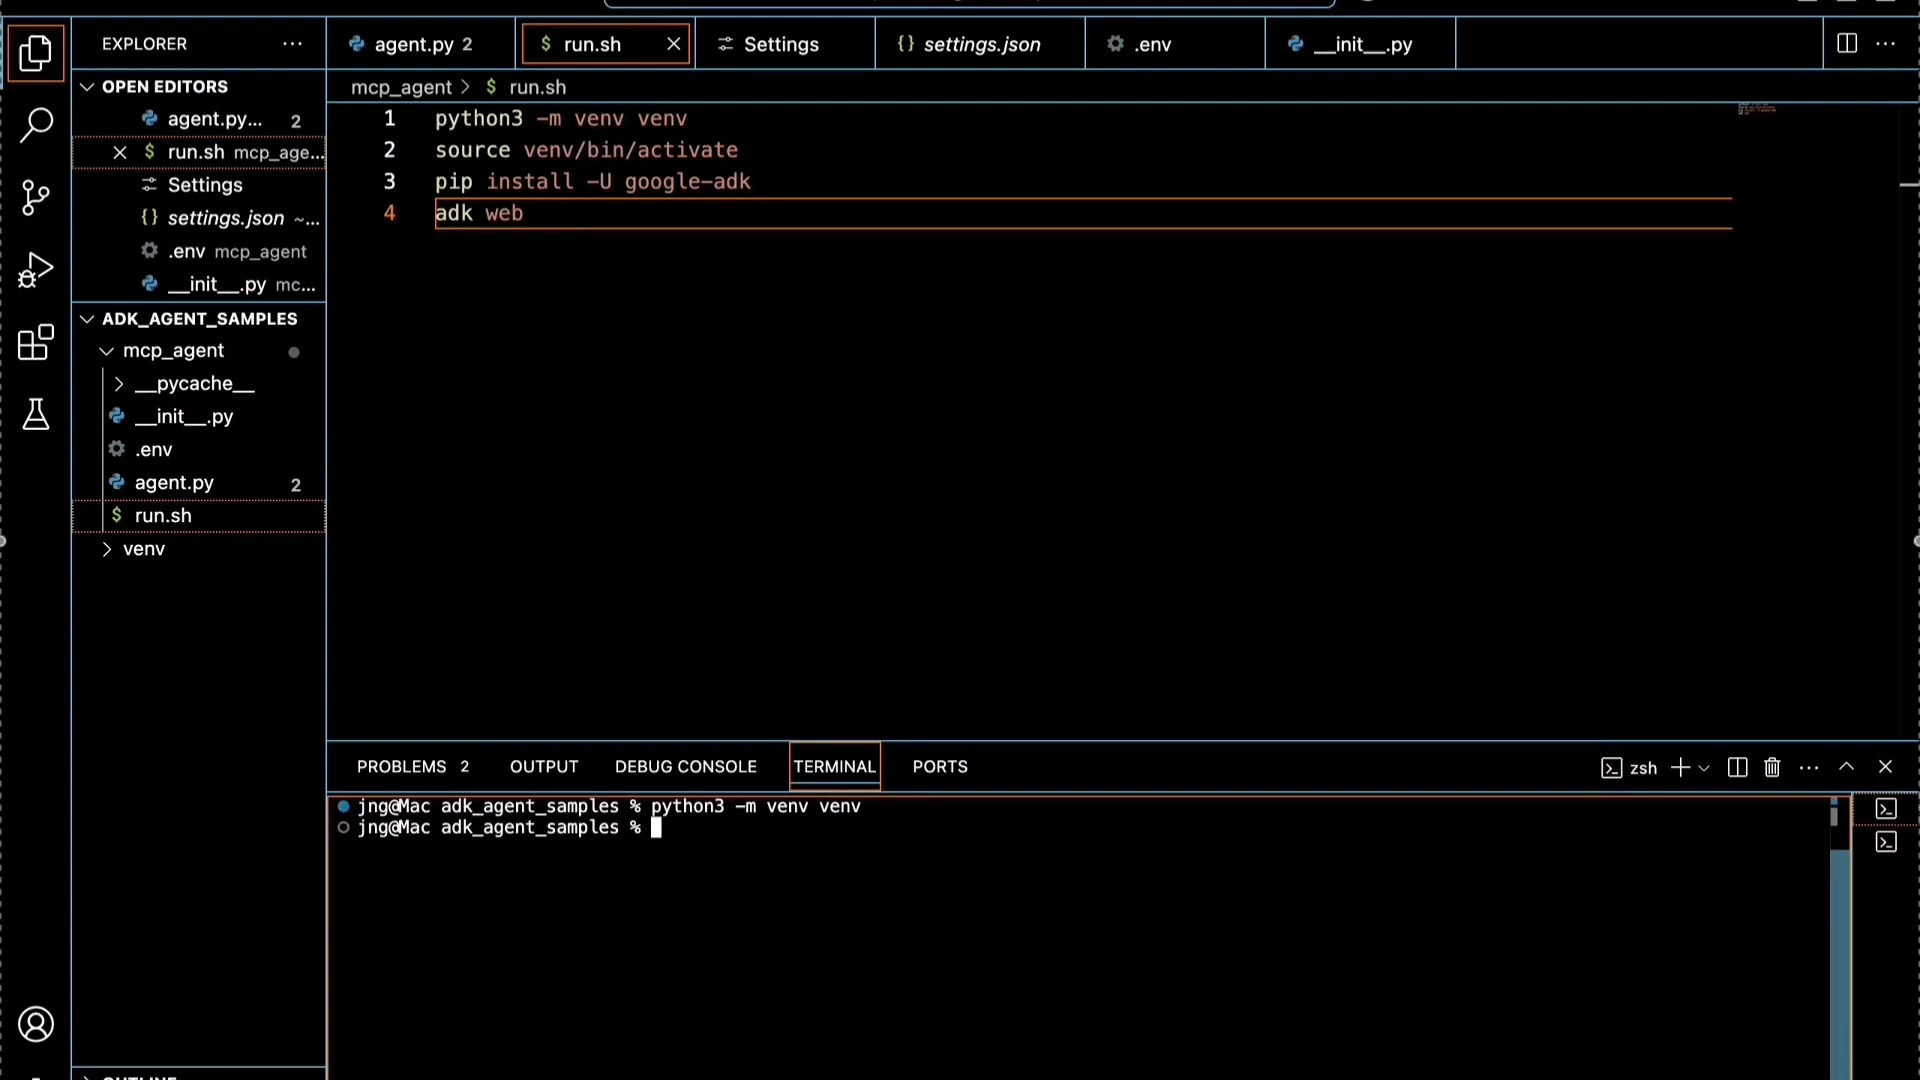 EXPLORER
agent.py 2
$ run.sh
Settings
{} settings.json
.env
__init__.py
OPEN EDITORS
agent.py... 2
$ run.sh mcp_age...
Settings
{} settings.json ~...
.env mcp_agent
__init__.py mc...
ADK_AGENT_SAMPLES
mcp_agent
__pycache__
__init__.py
.env
agent.py 2
$ run.sh
venv
mcp_agent > $ run.sh
1 python3 -m venv venv
2 source venv/bin/activate
3 pip install -U google-adk
4 adk web
PROBLEMS 2 OUTPUT DEBUG CONSOLE TERMINAL PORTS
zsh
jng@Mac adk_agent_samples % python3 -m venv venv
jng@Mac adk_agent_samples %